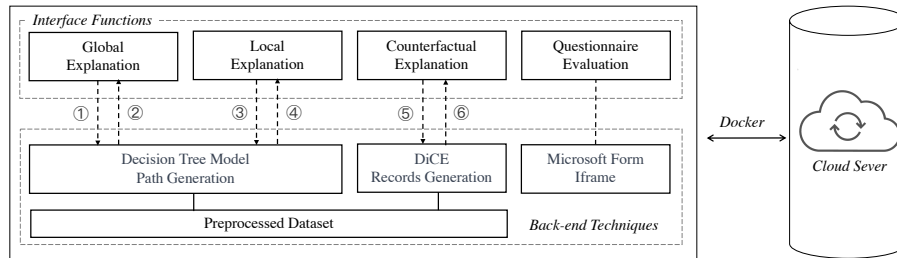 Interface Functions
Global
Explanation
Local
Explanation
Counterfactual
Explanation
Questionnaire
Evaluation
①
②
③
④
⑤
⑥
Decision Tree Model
Path Generation
DiCE
Records Generation
Microsoft Form
Iframe
Preprocessed Dataset
Back-end Techniques
Docker
Cloud Sever